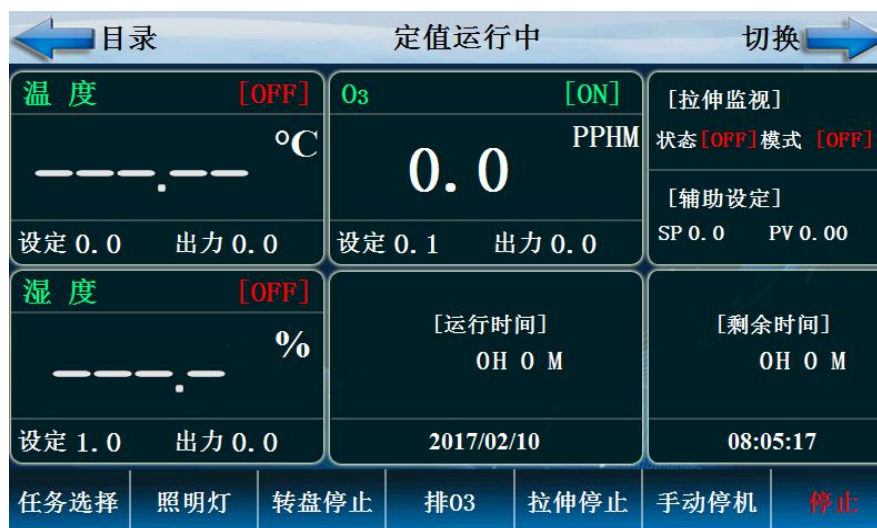 目录 定值运行中 切换
温 度 [OFF]
°C
---.--
设定 0.0 出力 0.0
O₃ [ON]
PPHM
0.0
设定 0.1 出力 0.0
[拉伸监视]
状态[OFF]模式 [OFF]
[辅助设定]
SP 0.0 PV 0.00
湿 度 [OFF]
%
---.-
设定 1.0 出力 0.0
[运行时间]
0H 0 M
2017/02/10
[剩余时间]
0H 0 M
08:05:17
任务选择 照明灯 转盘停止 排03 拉伸停止 手动停机 停止